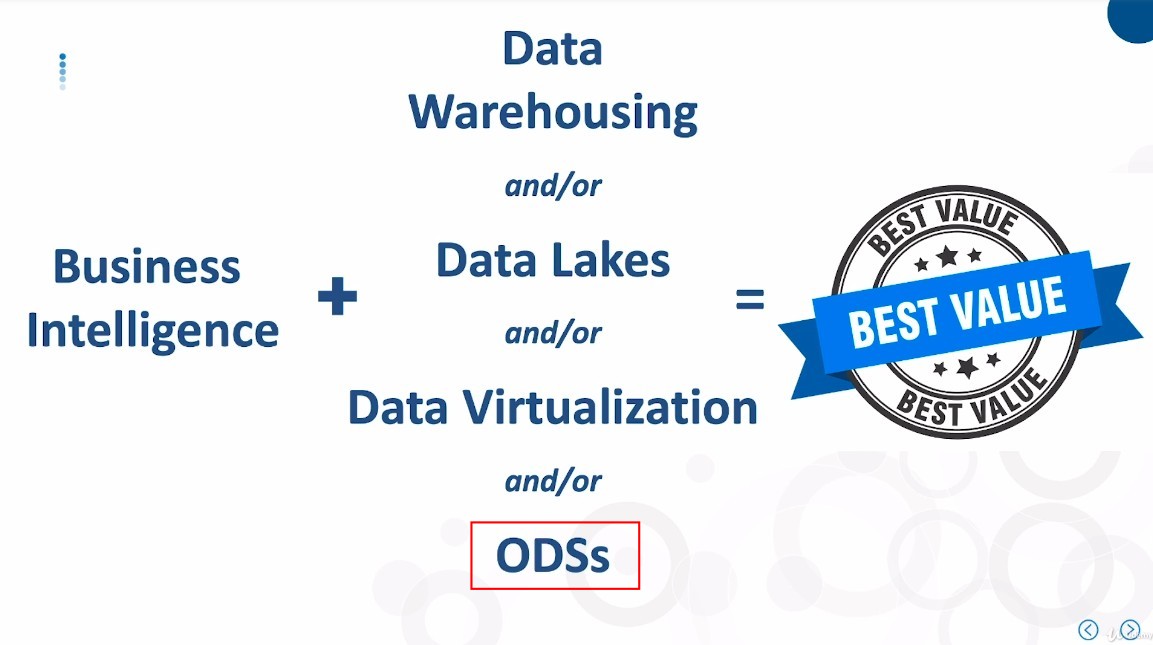 Data
Warehousing
and/or
Business
Intelligence
+
Data Lakes
and/or
Data Virtualization
and/or
ODSs
=
BEST VALUE
BEST VALUE
BEST VALUE